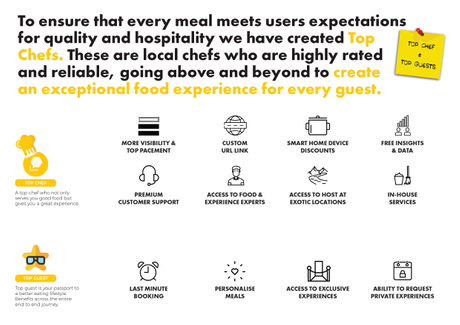 To ensure that every meal meets users expectations
for quality and hospitality we have created Top
Chefs. These are local chefs who are highly rated
and reliable, going above and beyond to create
an exceptional food experience for every guest.
TOP CHEF
&
TOP GUESTS
MORE VISIBILITY &
TOP PACEMENT
CUSTOM
URL LINK
SMART HOME DEVICE
DISCOUNTS
FREE INSIGHTS
& DATA
TOP CHEF
A top chef who not only
serves you good food but
gives you a great experience.
PREMIUM
CUSTOMER SUPPORT
ACCESS TO FOOD &
EXPERIENCE EXPERTS
ACCESS TO HOST AT
EXOTIC LOCATIONS
IN-HOUSE
SERVICES
TOP GUEST
Top guest is your passport to
a better eating lifestyle.
Benefits across the entire
end to end journey.
LAST MINUTE
BOOKING
PERSONALISE
MEALS
ACCESS TO EXCLUSIVE
EXPERIENCES
ABILITY TO REQUEST
PRIVATE EXPERIENCES